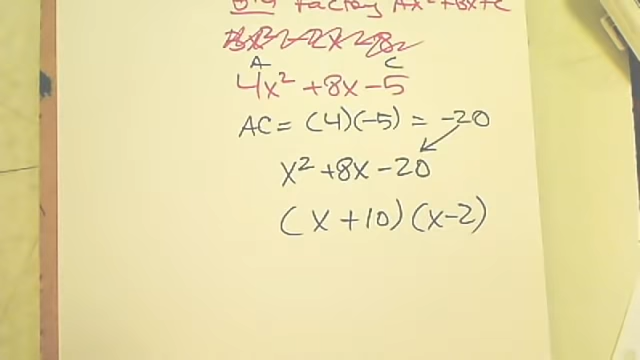 Factoring Ax² + Bx + C
A C
4x² + 8x - 5
AC = (4)(-5) = -20
x² + 8x - 20
(x + 10)(x - 2)